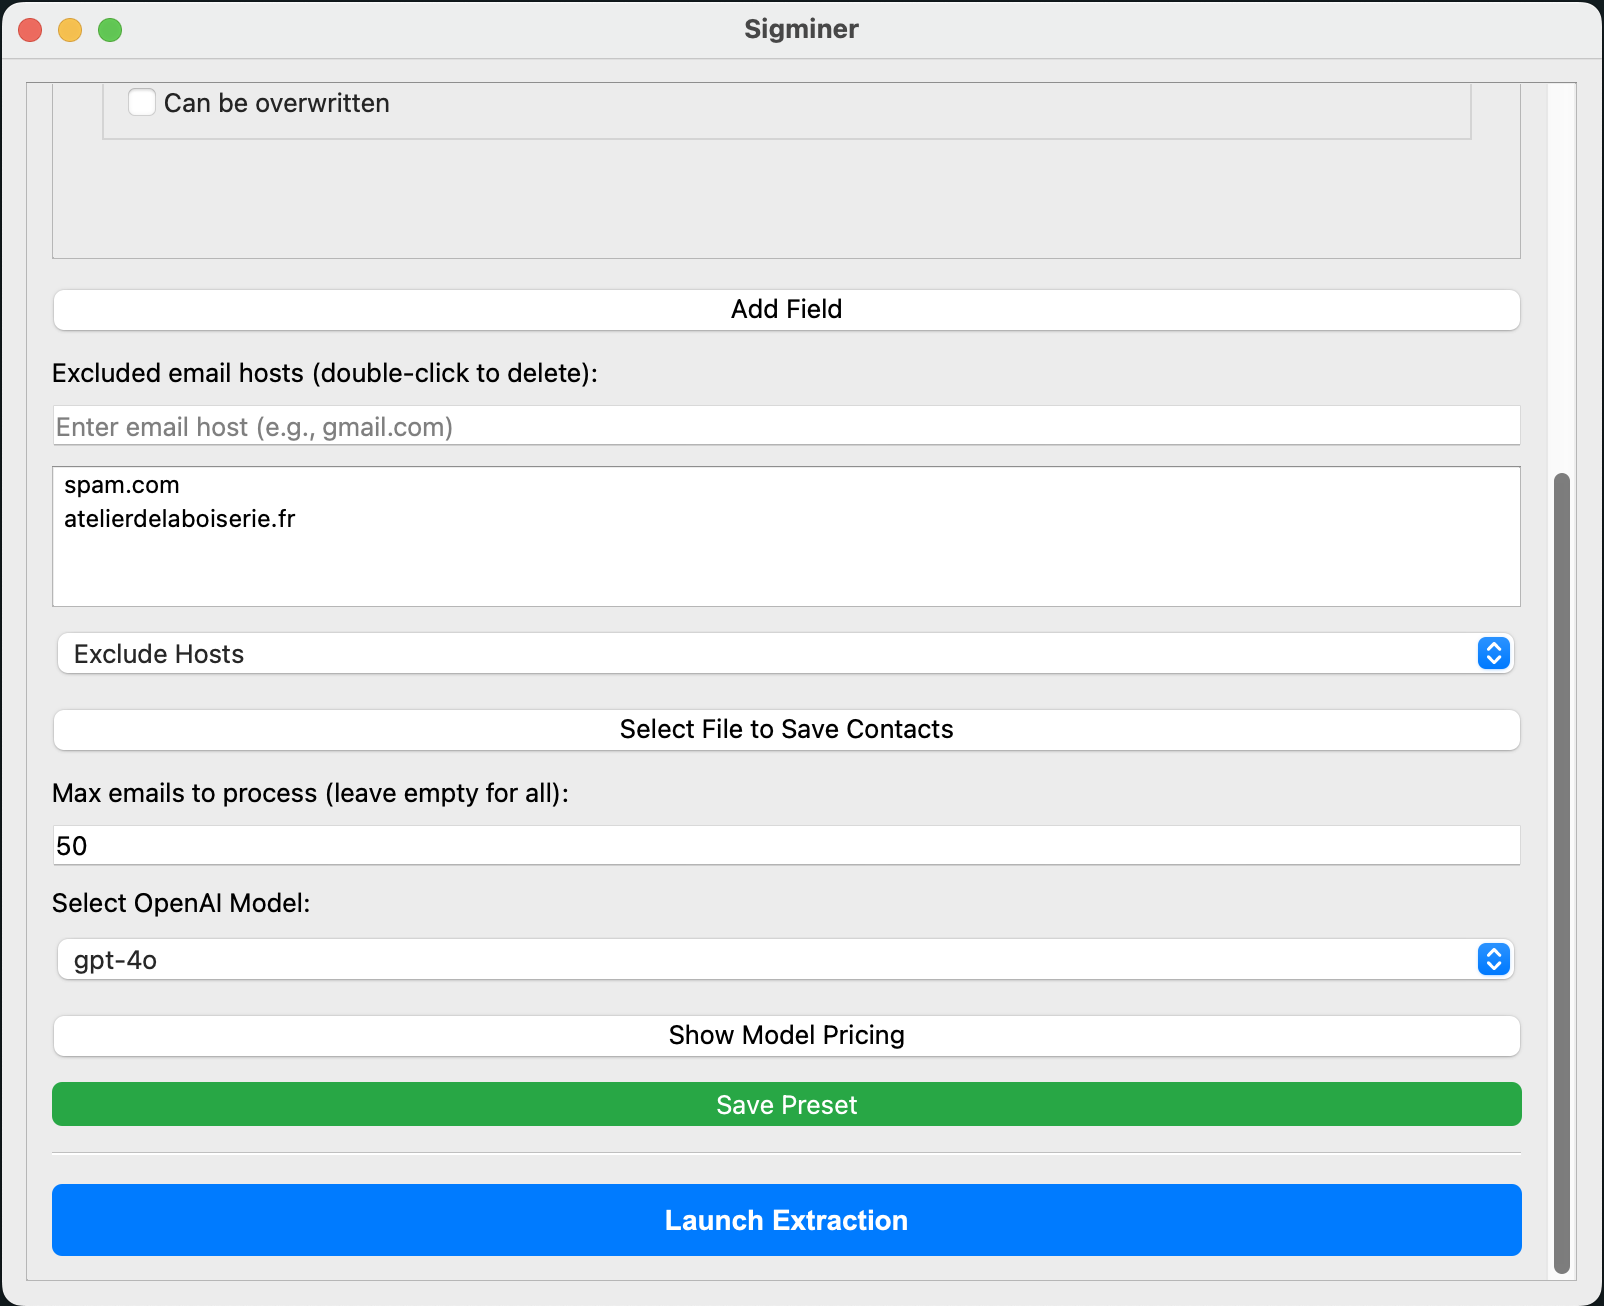 Sigminer
Can be overwritten
Add Field
Excluded email hosts (double-click to delete):
Enter email host (e.g., gmail.com)
spam.com
atelierdelaboiserie.fr
Exclude Hosts
Select File to Save Contacts
Max emails to process (leave empty for all):
50
Select OpenAI Model:
gpt-4o
Show Model Pricing
Save Preset
Launch Extraction